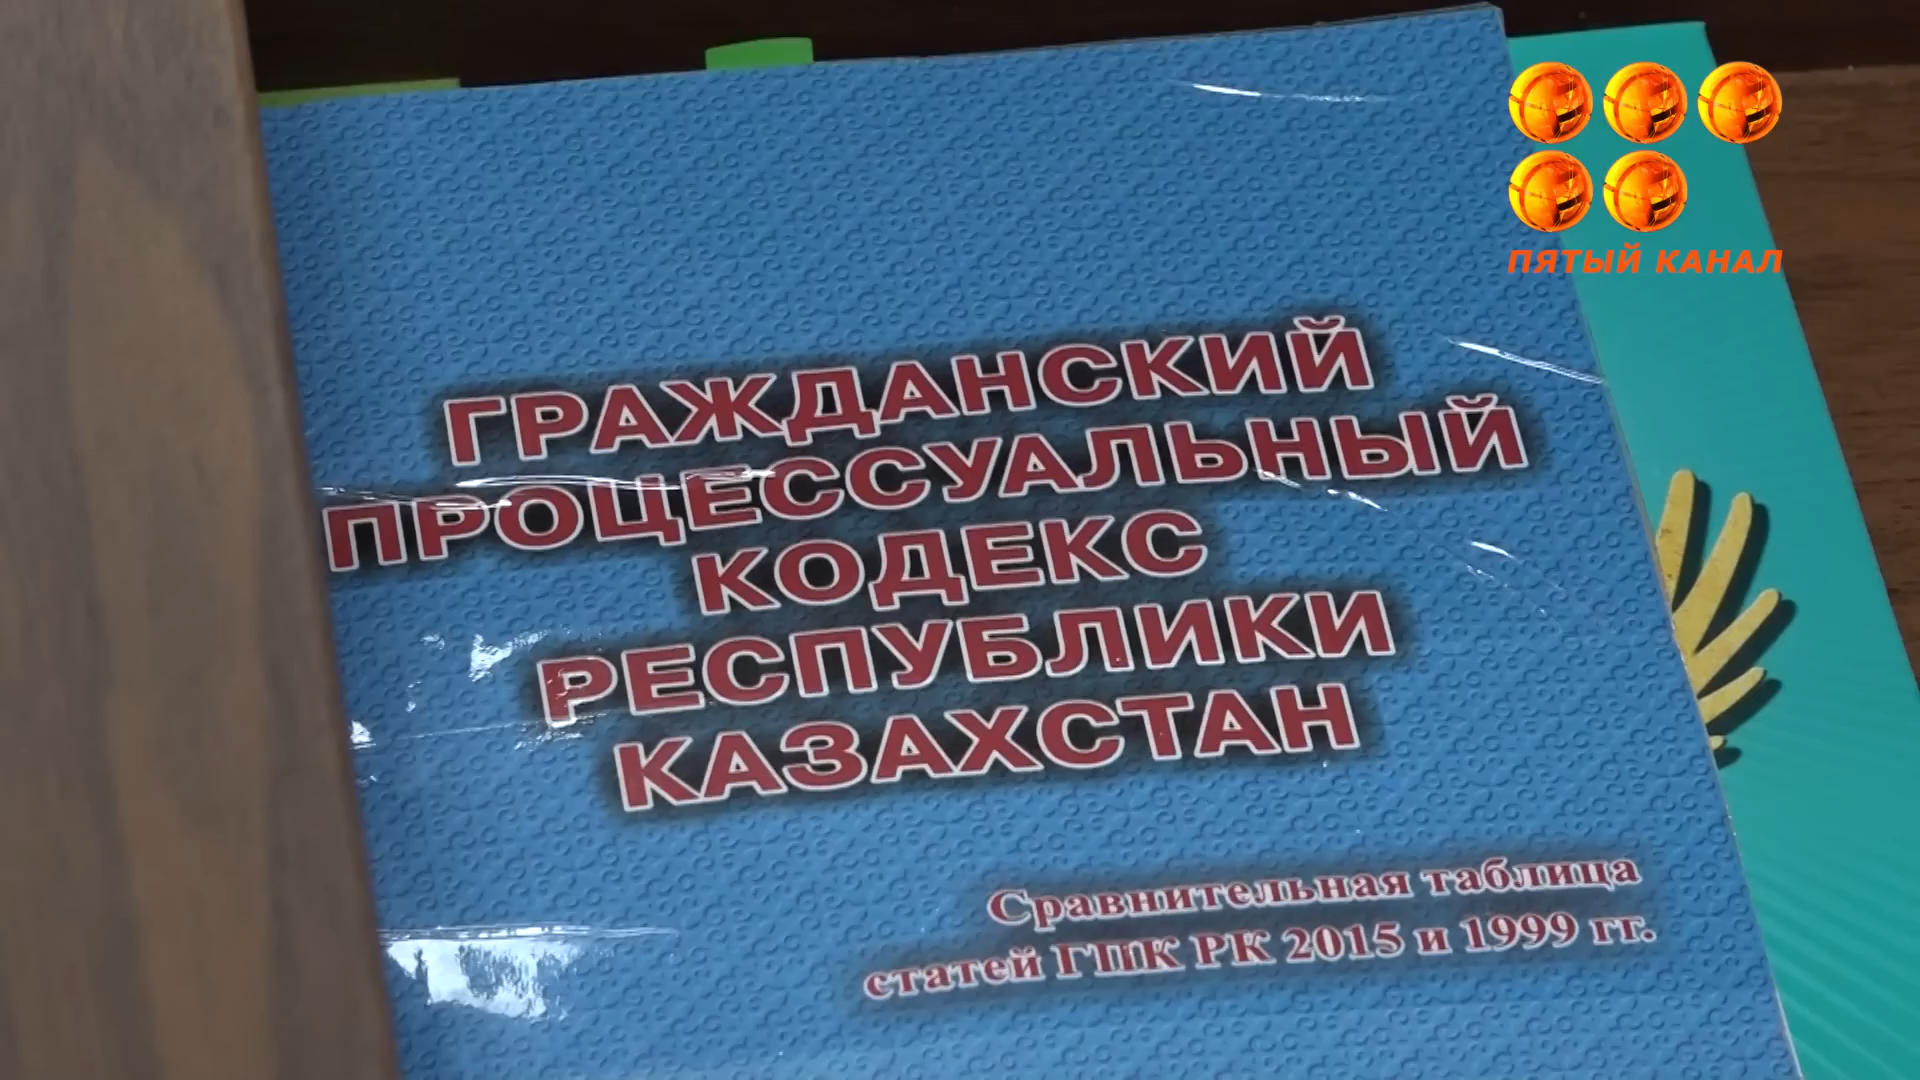 ПЯТЫЙ КАНАЛ
ГРАЖДАНСКИЙ
ПРОЦЕССУАЛЬНЫЙ
КОДЕКС
РЕСПУБЛИКИ
КАЗАХСТАН
Сравнительная таблица
статей ГПК РК 2015 и 1999 гг.